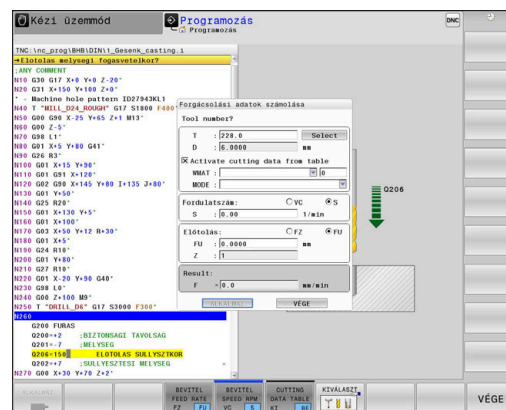 Kézi üzemmód
Programozás
Programozás
DNC
TNC:\nc_prog\BHB\DIN\1_Gesenk_casting.i
→Elotolas melysegi fogasvetelkor?
;ANY COMMENT
N10 G30 G17 X+0 Y+0 Z-20*
N20 G31 X+150 Y+100 Z+0*
* - Machine hole pattern ID27943KL1
N40 T "MILL_D24_ROUGH" G17 S1800 F400*
N50 G00 G90 X-25 Y+65 Z+1 M13*
N60 G00 Z-5*
N70 G98 L1*
N80 G01 X+5 Y+80 G41*
N90 G26 R3*
N100 G01 X+15 Y+90*
N110 G01 G91 X+120*
N120 G02 G90 X+145 Y+80 I+135 J+80*
N130 G01 Y+50*
N140 G25 R20*
N150 G01 X+130 Y+5*
N160 G01 X+100*
N170 G03 X+50 Y+12 R+30*
N180 G01 X+5*
N190 G24 R10*
N200 G01 Y+80*
N210 G27 R10*
N220 G01 X-20 Y+90 G40*
N230 G98 L0*
N240 G00 Z+100 M9*
N250 T "DRILL_D6" G17 S3000 F300*
N260
G200 FURAS
Q200=+2 ;BIZTONSAGI TAVOLSAG
Q201=-7 ;MELYSEG
Q206=150 ELOTOLAS SULLYSZTKOR
Q202=+7 ;SULLYESZTESI MELYSEG
N270 G00 X+30 Y+70 Z+2*
Forgácsolási adatok számolása
Tool number?
T : 228.0 Select
D : 6.0000 mm
Activate cutting data from table
WMAT : 0
MODE :
Fordulatszám: VC S
S : 0.00 1/min
Előtolás: FZ FU
FU : 0.0000 mm
Z : 1
Result:
F = 0.0 mm/min
ALKALMAZ VÉGE
Q206
ALKALMAZ
BEVITEL
FEED RATE
FZ FU
BEVITEL
SPEED RPM
VC S
CUTTING
DATA TABLE
KI BE
KIVÁLASZT
VÉGE